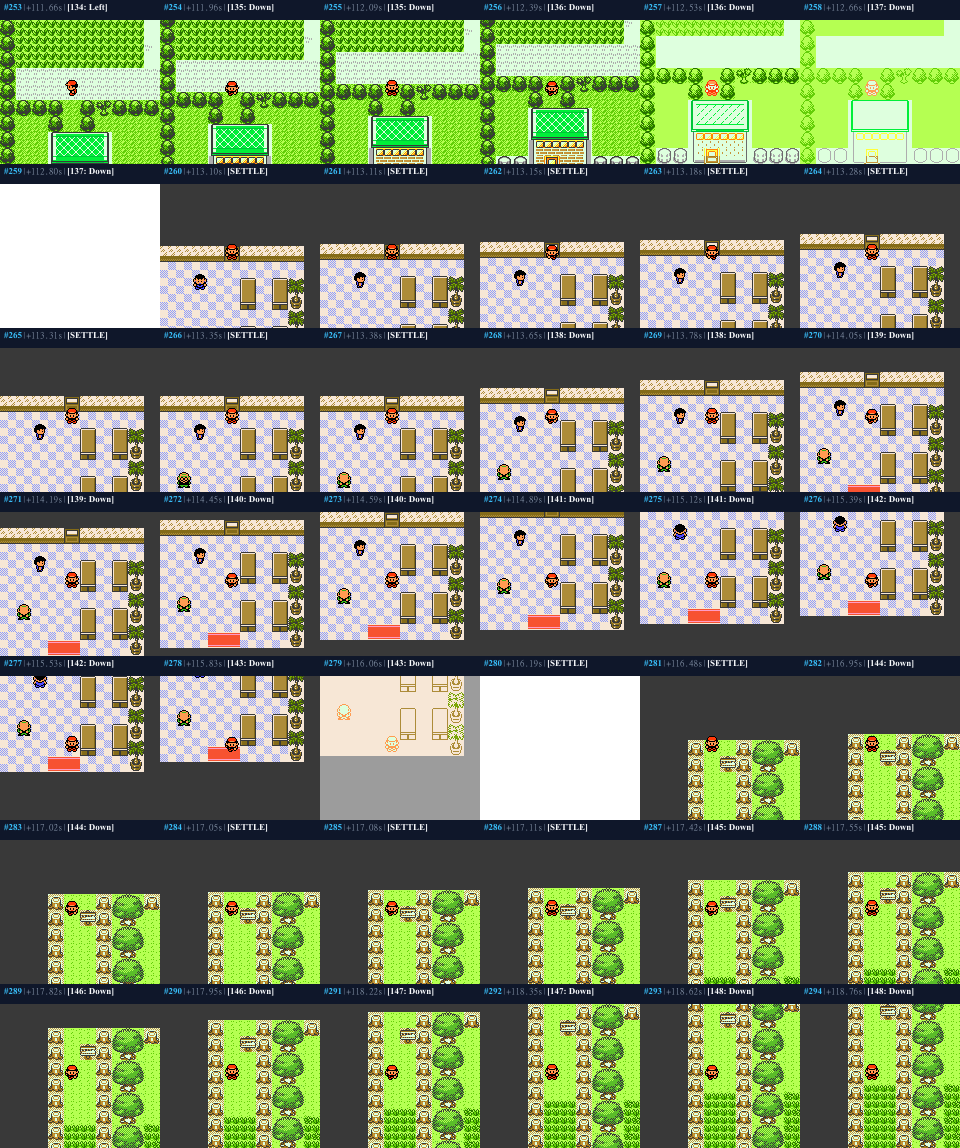 #253 |+111.66s| [134: Left] #254 |+111.96s| [135: Down] #255 |+112.09s| [135: Down] #256 |+112.39s| [136: Down] #257 |+112.53s| [136: Down] #258 |+112.66s| [137: Down]
#259 |+112.80s| [137: Down] #260 |+113.10s| [SETTLE] #261 |+113.11s| [SETTLE] #262 |+113.15s| [SETTLE] #263 |+113.18s| [SETTLE] #264 |+113.28s| [SETTLE]
#265 |+113.31s| [SETTLE] #266 |+113.35s| [SETTLE] #267 |+113.38s| [SETTLE] #268 |+113.65s| [138: Down] #269 |+113.78s| [138: Down] #270 |+114.05s| [139: Down]
#271 |+114.19s| [139: Down] #272 |+114.45s| [140: Down] #273 |+114.59s| [140: Down] #274 |+114.89s| [141: Down] #275 |+115.12s| [141: Down] #276 |+115.39s| [142: Down]
#277 |+115.53s| [142: Down] #278 |+115.83s| [143: Down] #279 |+116.06s| [143: Down] #280 |+116.19s| [SETTLE] #281 |+116.48s| [SETTLE] #282 |+116.95s| [144: Down]
#283 |+117.02s| [144: Down] #284 |+117.05s| [SETTLE] #285 |+117.08s| [SETTLE] #286 |+117.11s| [SETTLE] #287 |+117.42s| [145: Down] #288 |+117.55s| [145: Down]
#289 |+117.82s| [146: Down] #290 |+117.95s| [146: Down] #291 |+118.22s| [147: Down] #292 |+118.35s| [147: Down] #293 |+118.62s| [148: Down] #294 |+118.76s| [148: Down]